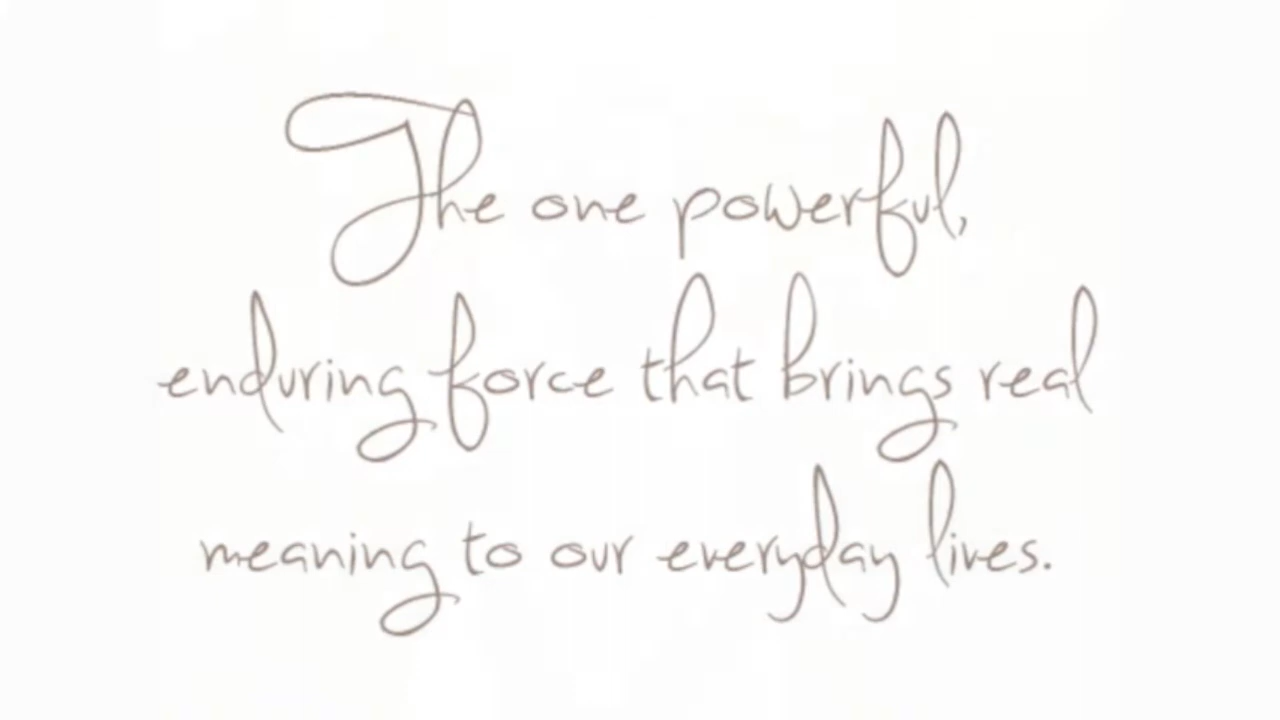 The one powerful,
enduring force that brings real
meaning to our everyday lives.